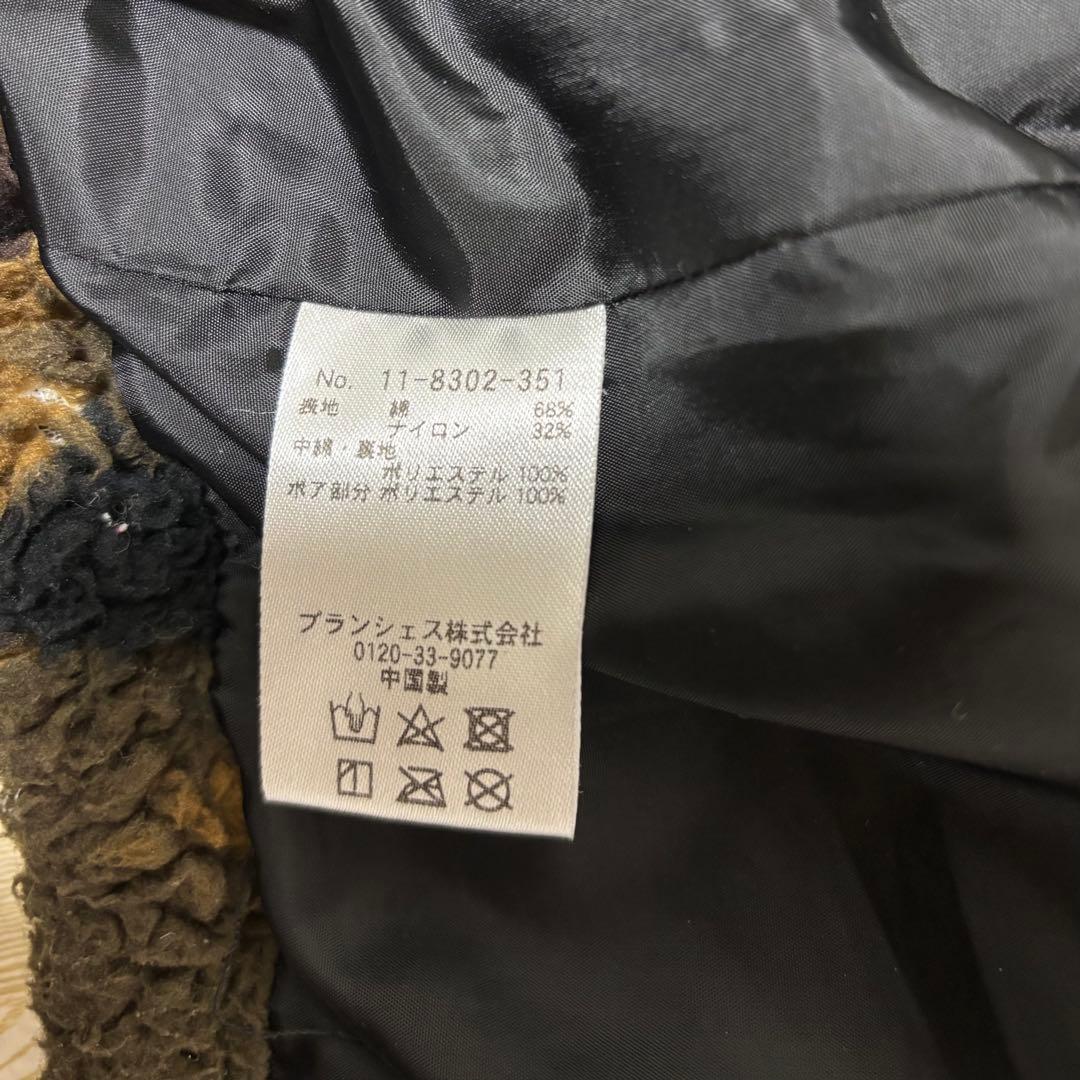 No. 11-8302-351
表地 綿 68%
ナイロン 32%
中綿・裏地
ポリエステル 100%
ボア部分 ポリエステル 100%
ブランシェス株式会社
0120-33-9077
中国製